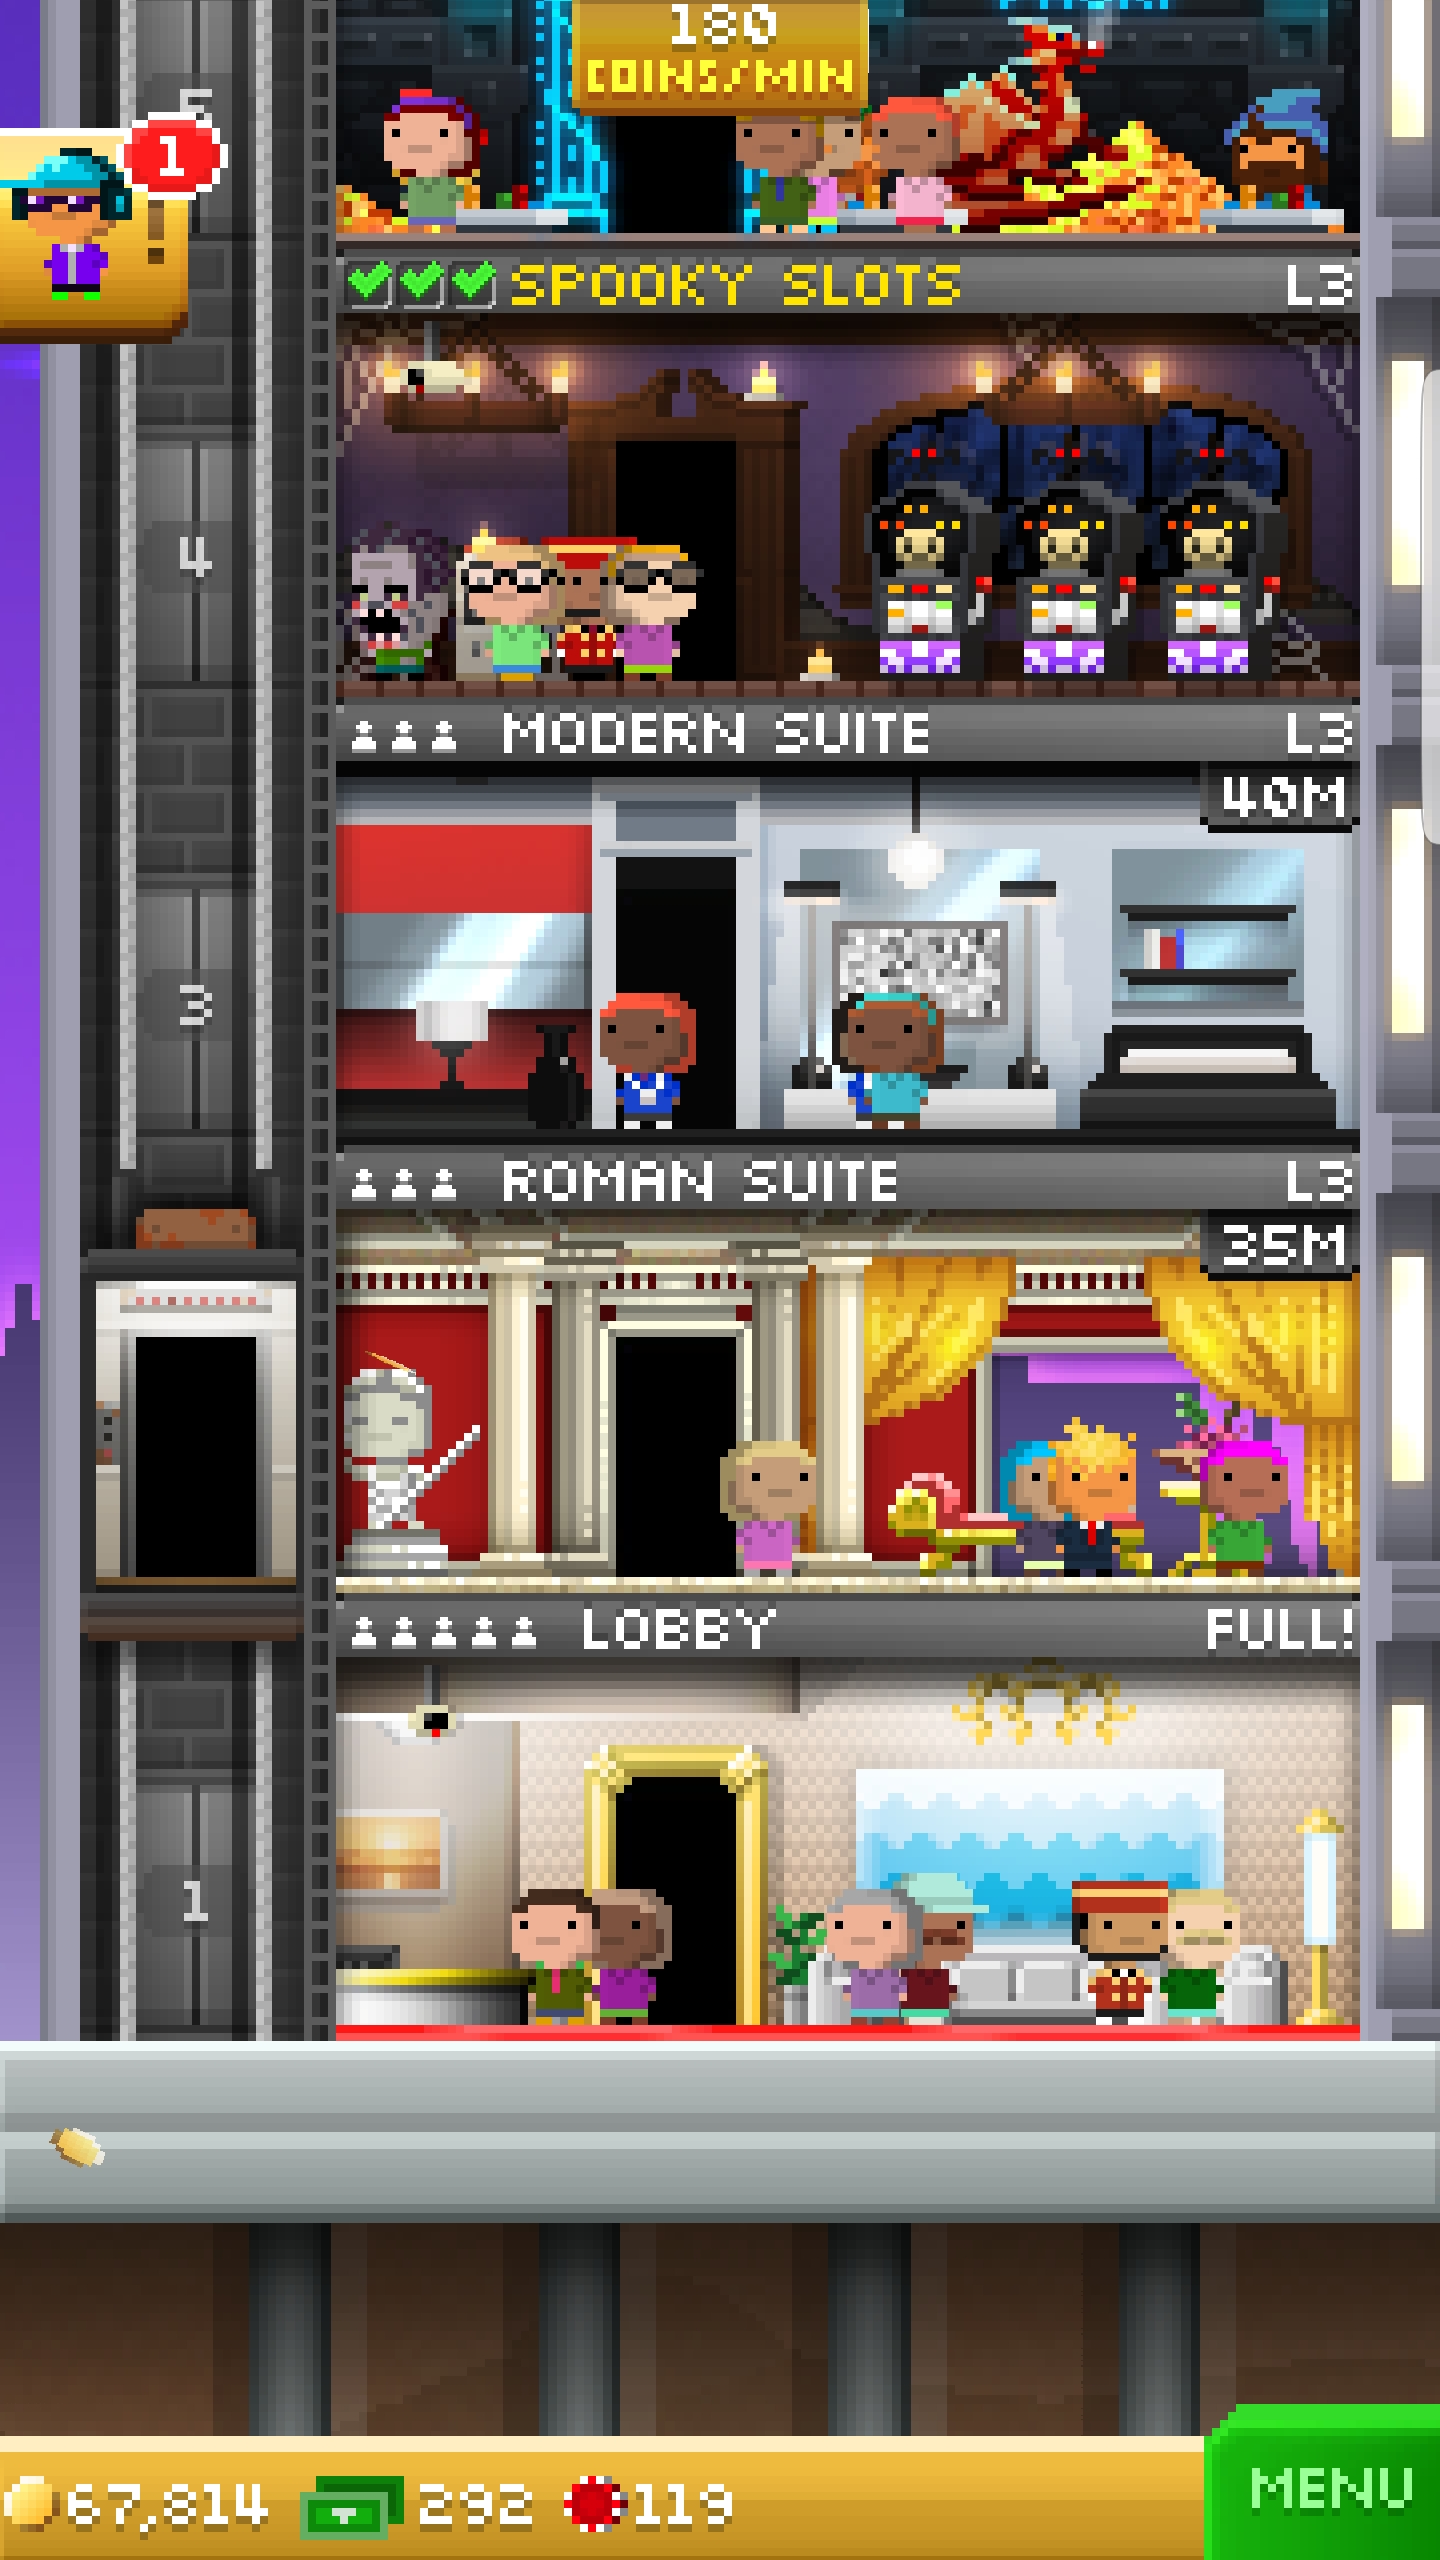 180
COINS/MIN
5
1
SPOOKY SLOTS L3
4
MODERN SUITE L3
40M
3
ROMAN SUITE L3
35M
LOBBY FULL!
1
67,814 292 119
MENU